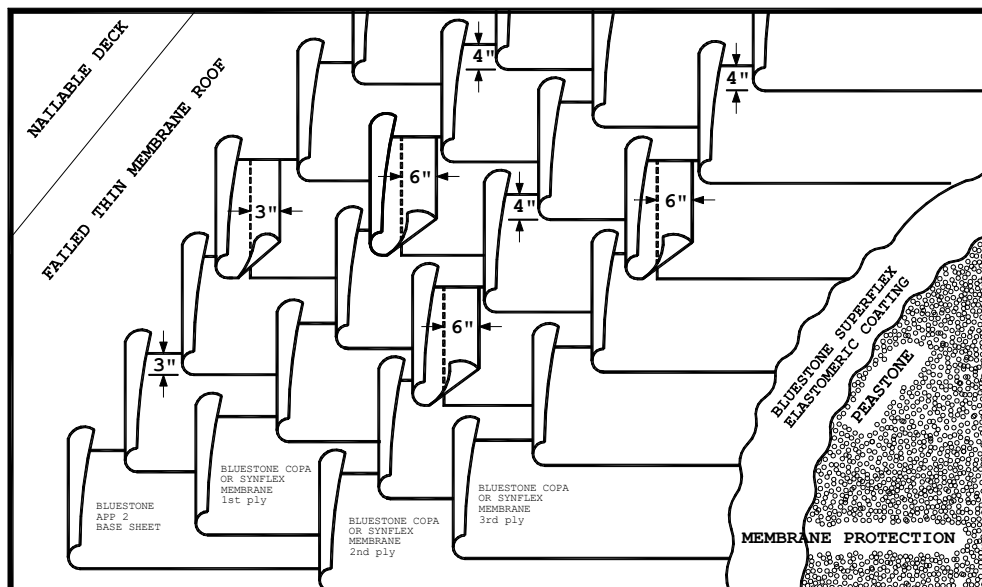 NAILABLE DECK
FAILED THIN MEMBRANE ROOF
4"
4"
3"
6"
4"
6"
6"
3"
BLUESTONE
APP 2
BASE SHEET
BLUESTONE COPA
OR SYNFLEX
MEMBRANE
1st ply
BLUESTONE COPA
OR SYNFLEX
MEMBRANE
2nd ply
BLUESTONE COPA
OR SYNFLEX
MEMBRANE
3rd ply
BLUESTONE SUPERFLEX
ELASTOMERIC COATING
PEASTONE
MEMBRANE PROTECTION